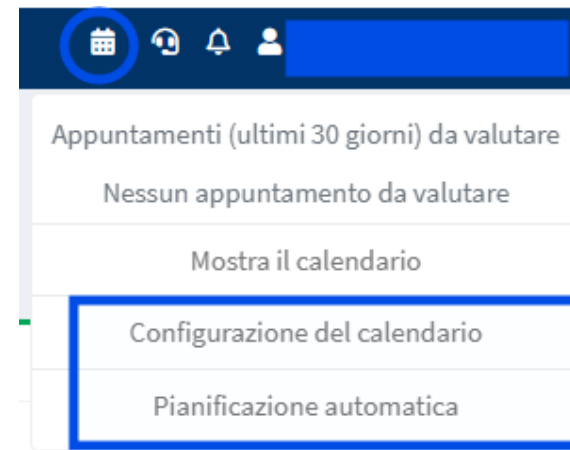 Appuntamenti (ultimi 30 giorni) da valutare
Nessun appuntamento da valutare
Mostra il calendario
Configurazione del calendario
Pianificazione automatica